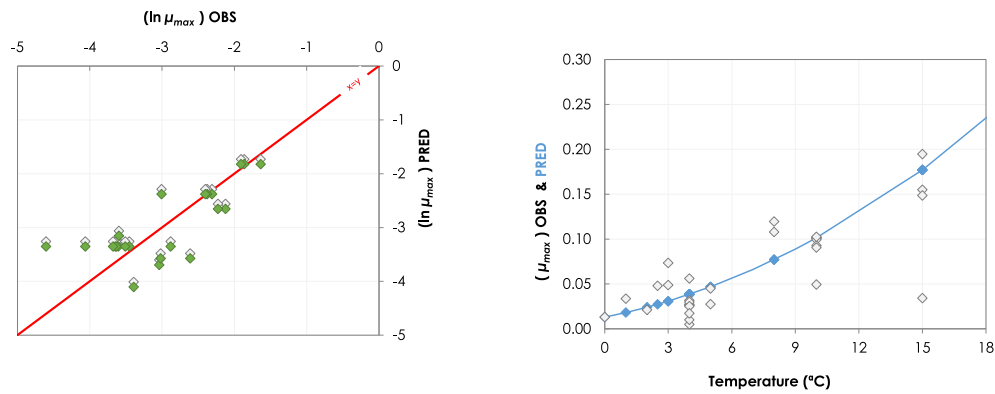 (ln μmax ) OBS
-5 -4 -3 -2 -1 0
0
-1
-2
-3
-4
-5
x=y
(ln μmax ) PRED
0.30
0.25
0.20
0.15
0.10
0.05
0.00
( μmax ) OBS & PRED
0 3 6 9 12 15 18
Temperature (ºC)